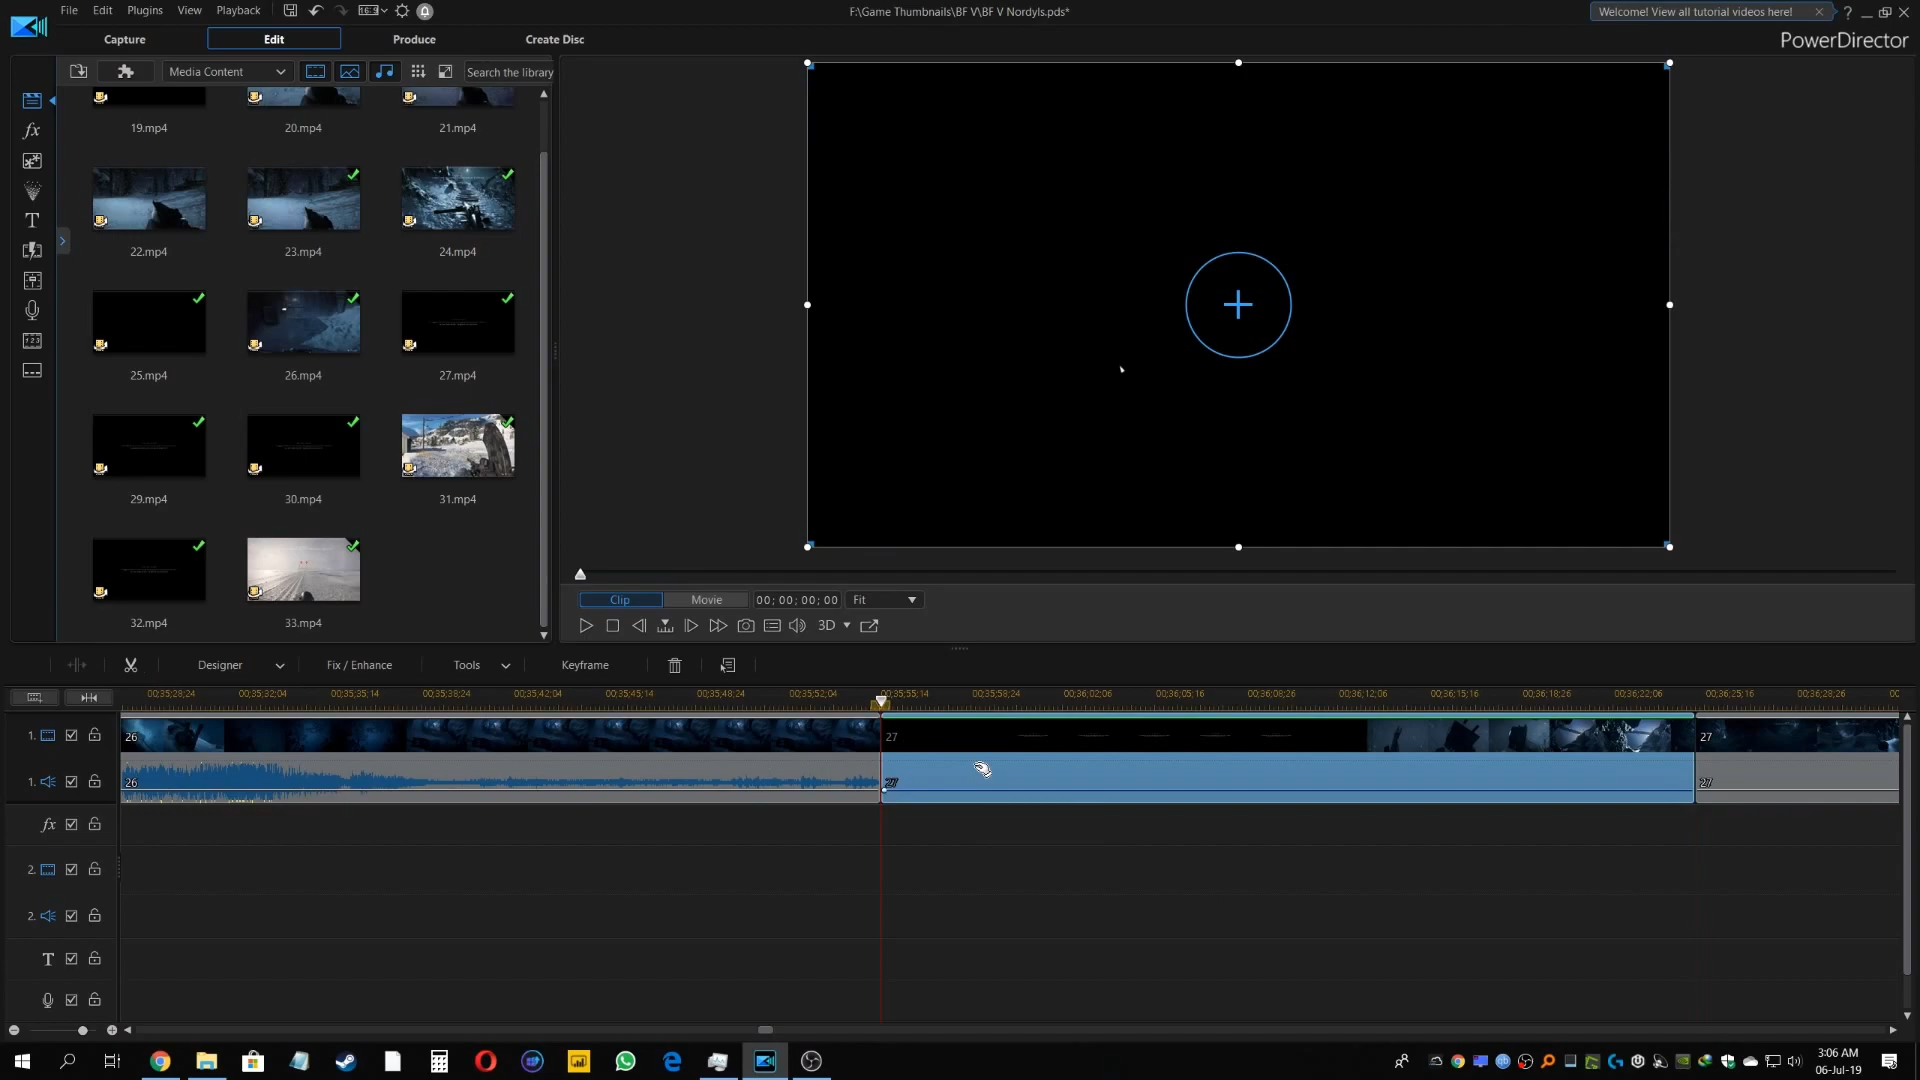 File Edit Plugins View Playback
F:\Game Thumbnails\BF V\BF V Nordyls.pds*
Welcome! View all tutorial videos here!
PowerDirector
Capture Edit Produce Create Disc
Media Content
Search the library
19.mp4 20.mp4 21.mp4
22.mp4 23.mp4 24.mp4
25.mp4 26.mp4 27.mp4
29.mp4 30.mp4 31.mp4
32.mp4 33.mp4
Clip Movie 00; 00; 00; 00 Fit
3D
Designer Fix / Enhance Tools Keyframe
00;35;28;24 00;35;32;04 00;35;35;14 00;35;38;24 00;35;42;04 00;35;45;14 00;35;48;24 00;35;52;04 00;35;55;14 00;35;58;24 00;36;02;06 00;36;05;16 00;36;08;26 00;36;12;06 00;36;15;16 00;36;18;26 00;36;22;06 00;36;25;16 00;36;28;26 00
1. 26 27 27
1. 26 27 27
fx
2.
2.
T
3:06 AM
06-Jul-19